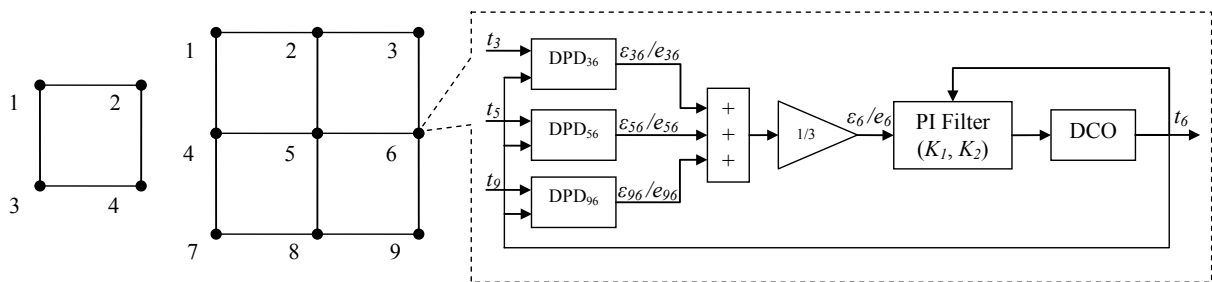 1 2
3 4
1 2 3
4 5 6
7 8 9
t3
DPD36
ε36/e36
t5
DPD56
ε56/e56
t9
DPD96
ε96/e96
+
+
+
1/3
ε6/e6
PI Filter
(K1, K2)
DCO
t6